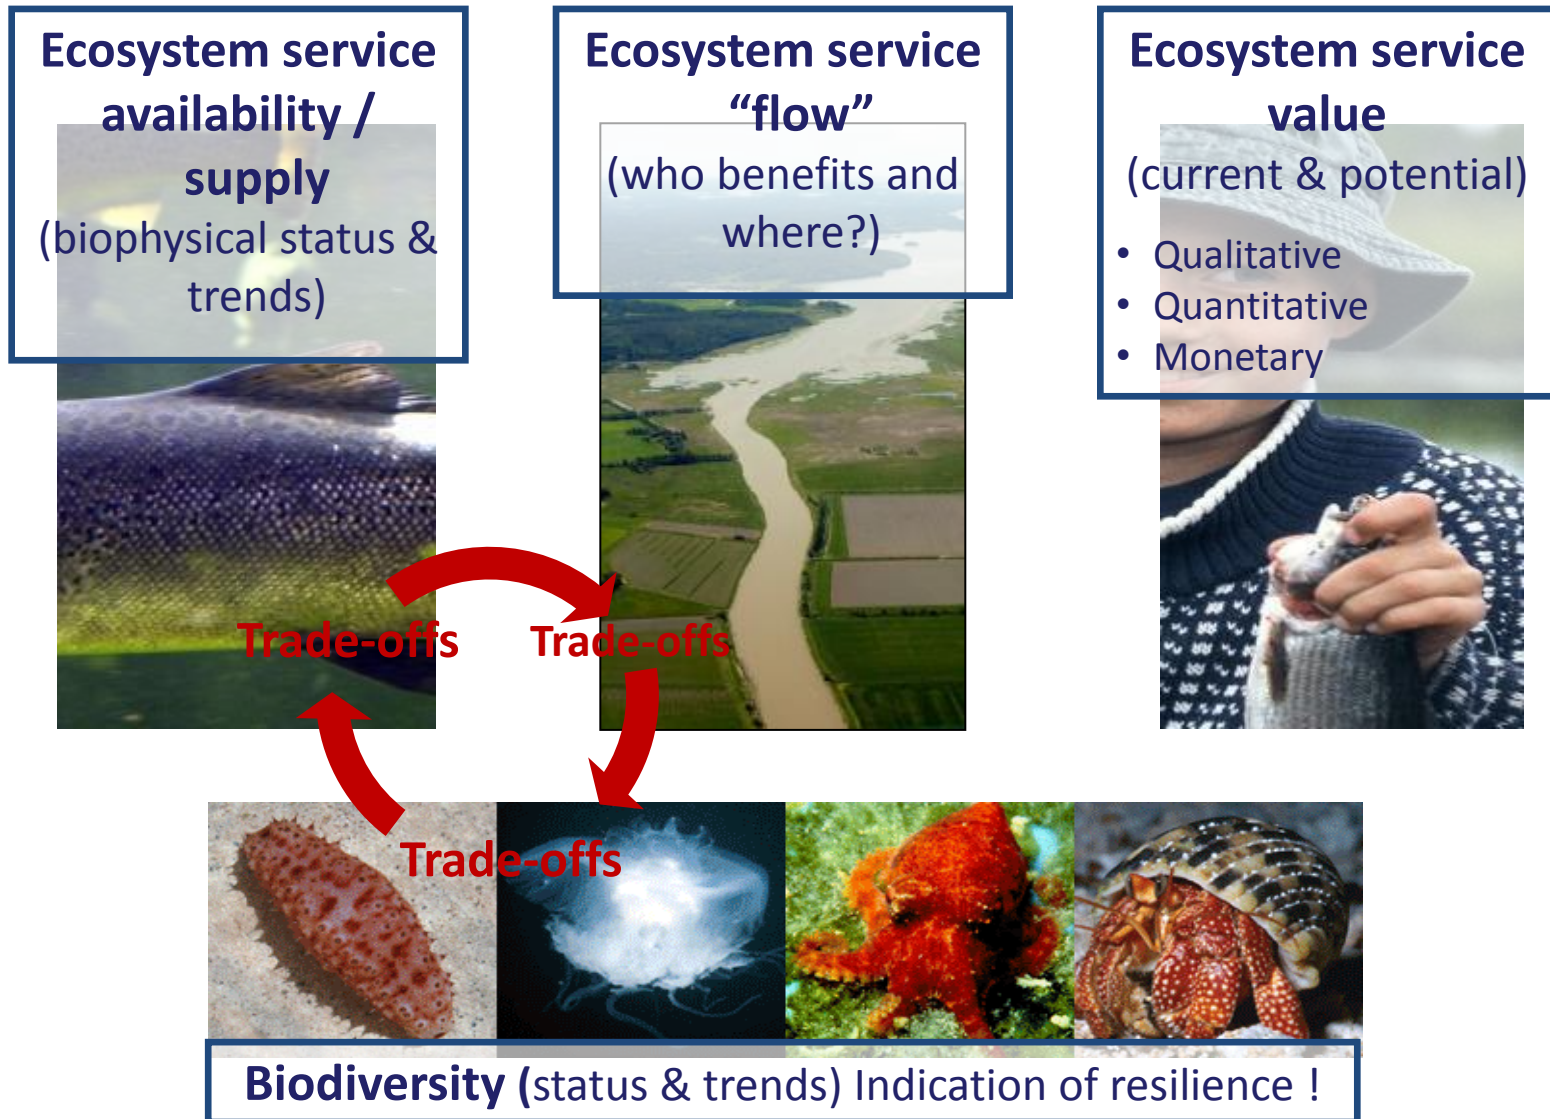 Ecosystem service
availability /
supply
(biophysical status &
trends)
Ecosystem service
“flow”
(who benefits and
where?)
Ecosystem service
value
(current & potential)
• Qualitative
• Quantitative
• Monetary
Trade-offs
Trade-offs
Trade-offs
Biodiversity (status & trends) Indication of resilience !